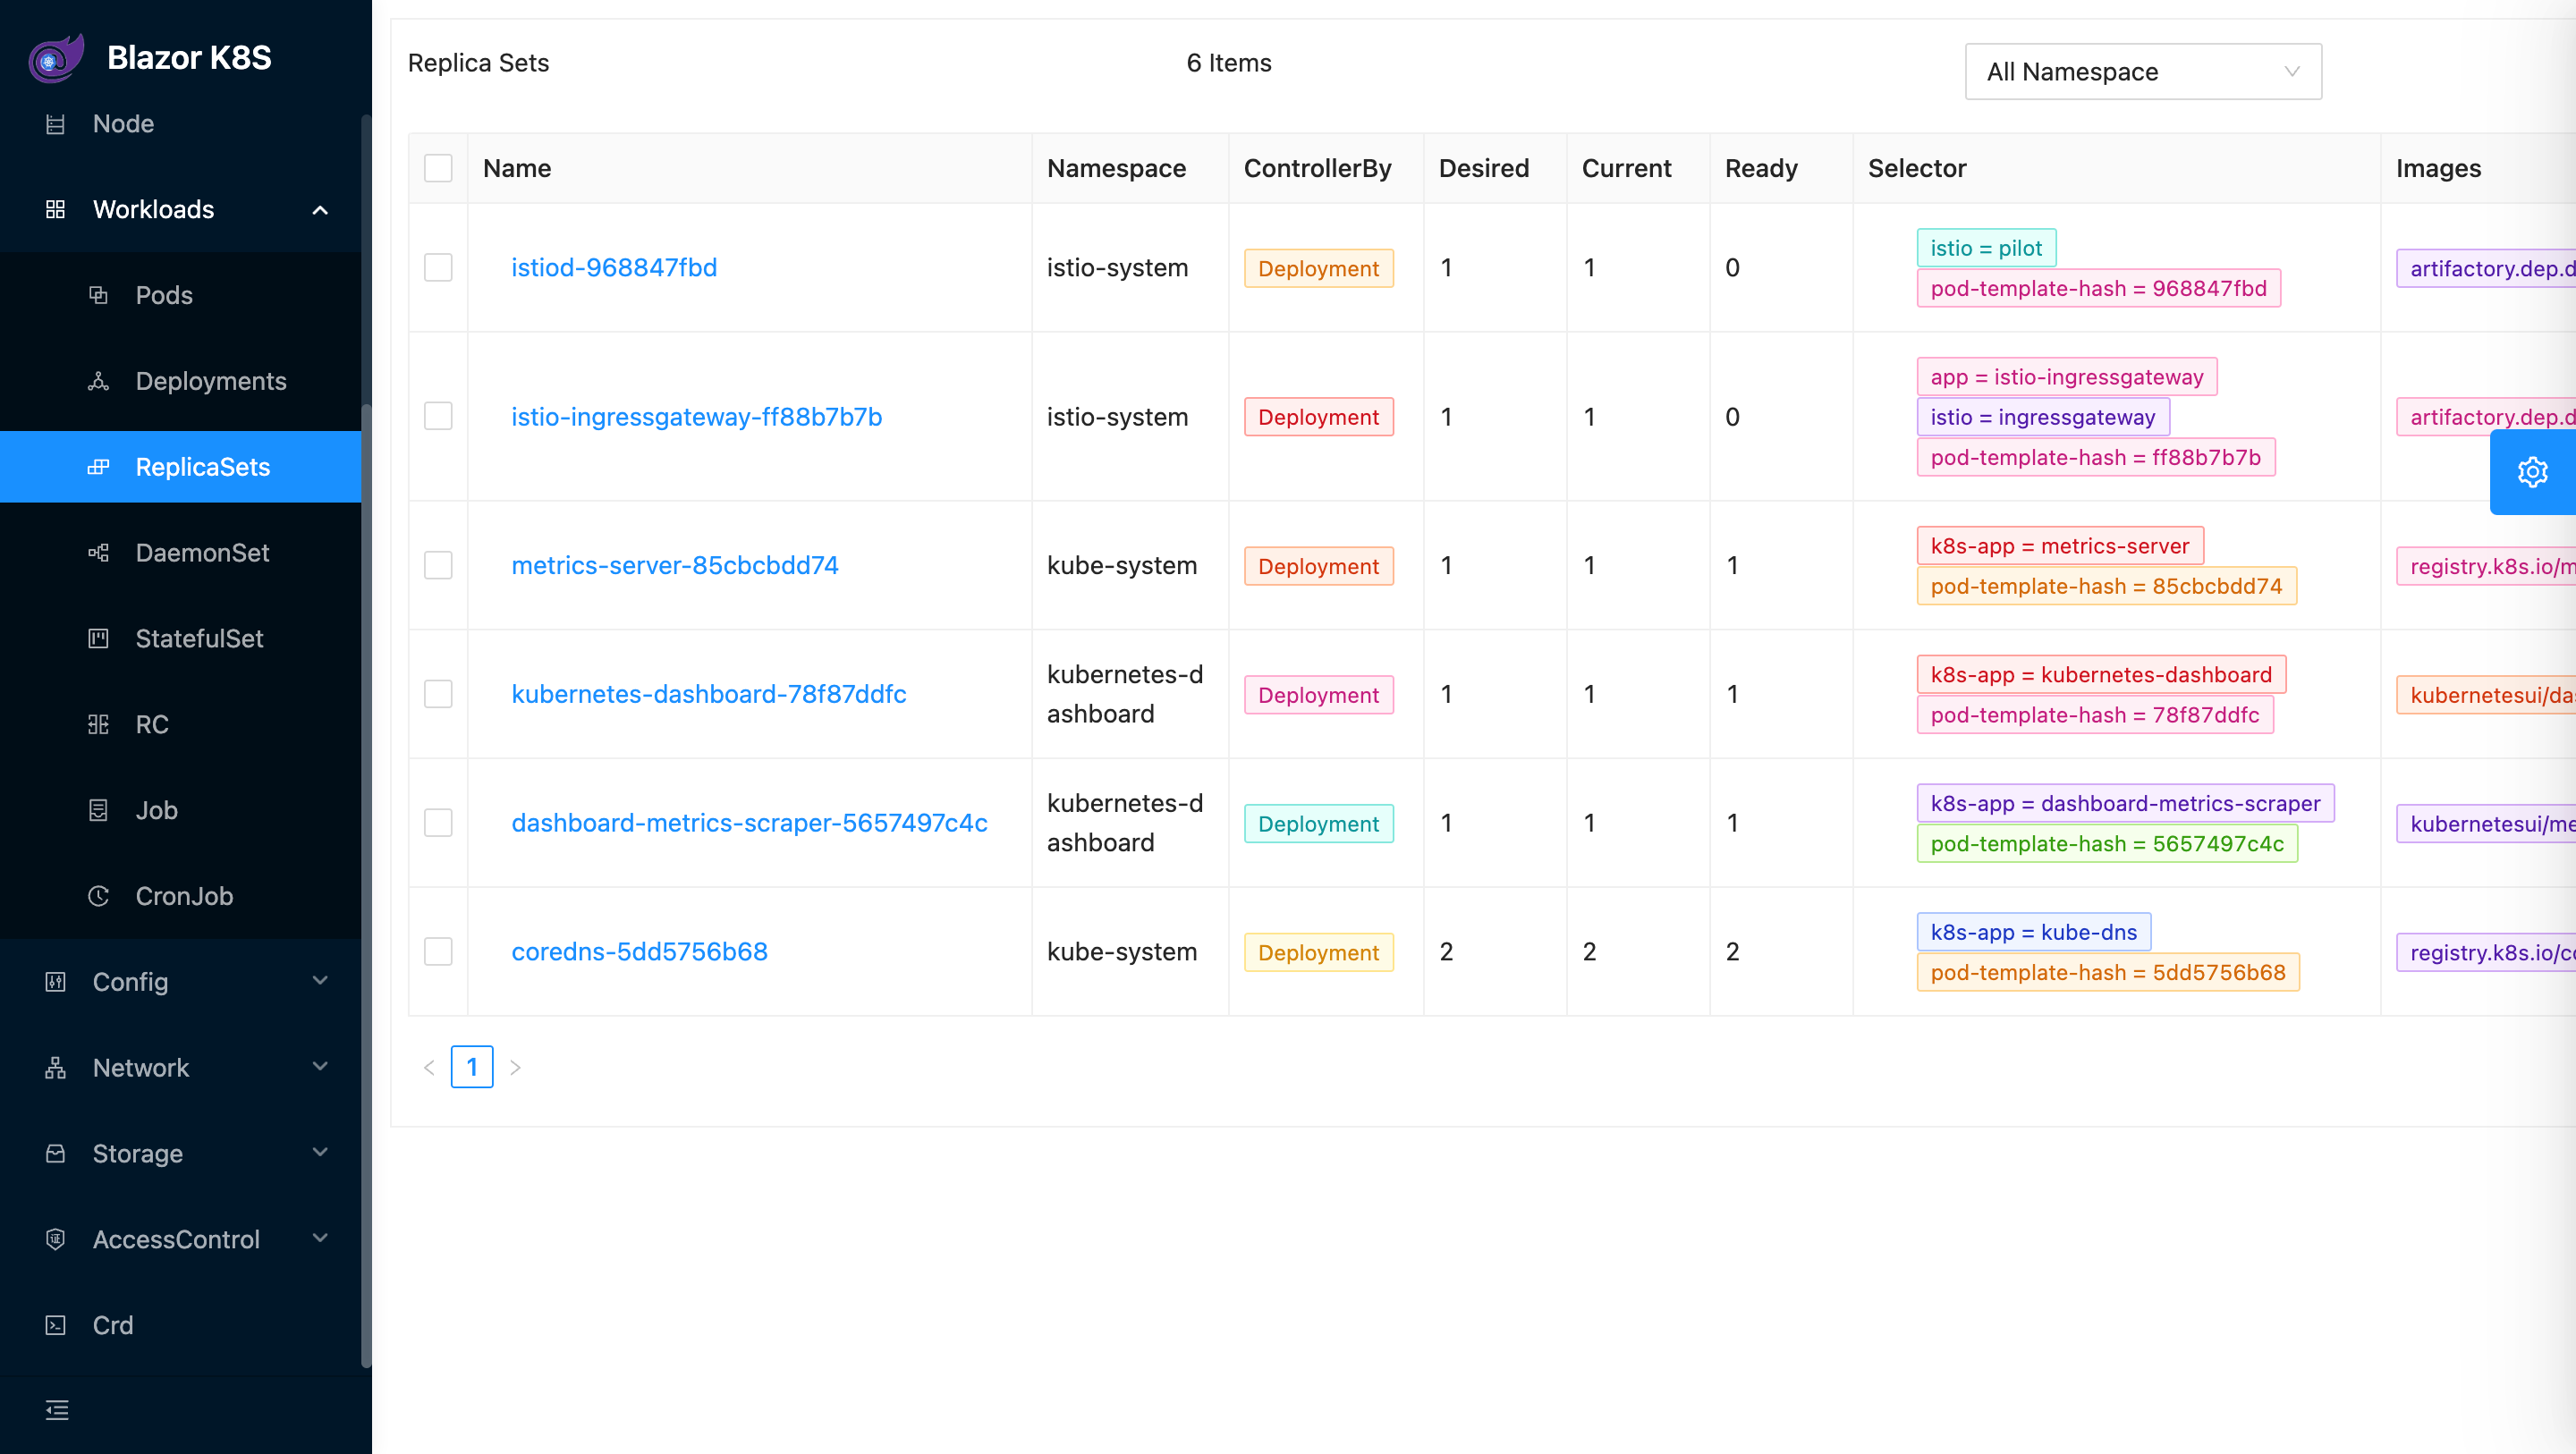 Blazor K8S
Node
Workloads
Pods
Deployments
ReplicaSets
DaemonSet
StatefulSet
RC
Job
CronJob
Config
Network
Storage
AccessControl
Crd
Replica Sets
6 Items
All Namespace
Name Namespace ControllerBy Desired Current Ready Selector Images
istiod-968847fbd istio-system Deployment 1 1 0 istio = pilot artifactory.dep.d
pod-template-hash = 968847fbd
app = istio-ingressgateway
istio-ingressgateway-ff88b7b7b istio-system Deployment 1 1 0 istio = ingressgateway artifactory.dep.d
pod-template-hash = ff88b7b7b
metrics-server-85cbcbdd74 kube-system Deployment 1 1 1 k8s-app = metrics-server registry.k8s.io/m
pod-template-hash = 85cbcbdd74
kubernetes-dashboard-78f87ddfc kubernetes-d Deployment 1 1 1 k8s-app = kubernetes-dashboard kubernetesui/da
ashboard pod-template-hash = 78f87ddfc
dashboard-metrics-scraper-5657497c4c kubernetes-d Deployment 1 1 1 k8s-app = dashboard-metrics-scraper kubernetesui/me
ashboard pod-template-hash = 5657497c4c
coredns-5dd5756b68 kube-system Deployment 2 2 2 k8s-app = kube-dns registry.k8s.io/c
pod-template-hash = 5dd5756b68
1